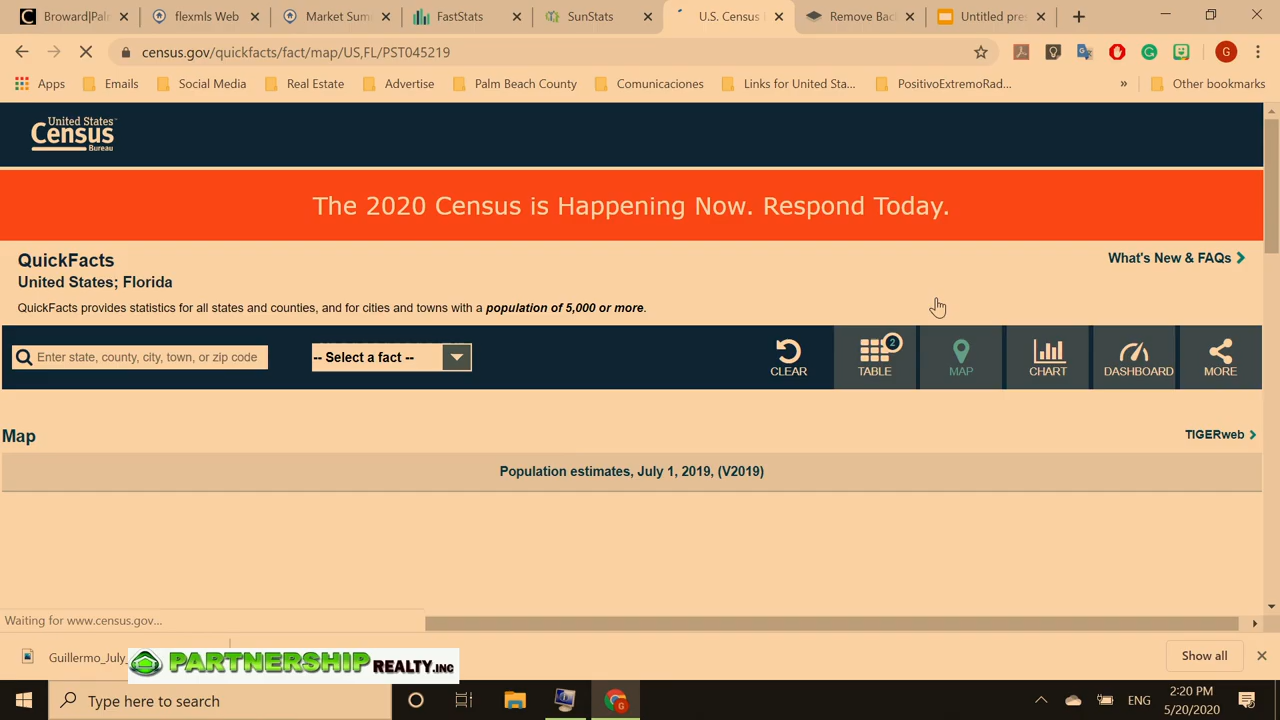 Broward|Pal
flexmls Web
Market Sum
FastStats
SunStats
U.S. Census
Remove Bac
Untitled pres
census.gov/quickfacts/fact/map/US,FL/PST045219
G
Apps
Emails
Social Media
Real Estate
Advertise
Palm Beach County
Comunicaciones
Links for United Sta...
PositivoExtremoRad...
»
Other bookmarks
United States
Census
Bureau
The 2020 Census is Happening Now. Respond Today.
QuickFacts
What's New & FAQs
United States; Florida
QuickFacts provides statistics for all states and counties, and for cities and towns with a population of 5,000 or more.
Enter state, county, city, town, or zip code
-- Select a fact --
CLEAR
2
TABLE
MAP
CHART
DASHBOARD
MORE
Map
TIGERweb
Population estimates, July 1, 2019, (V2019)
Waiting for www.census.gov...
Guillermo_July
Show all
PARTNERSHIP REALTY.INC
Type here to search
ENG
2:20 PM
5/20/2020